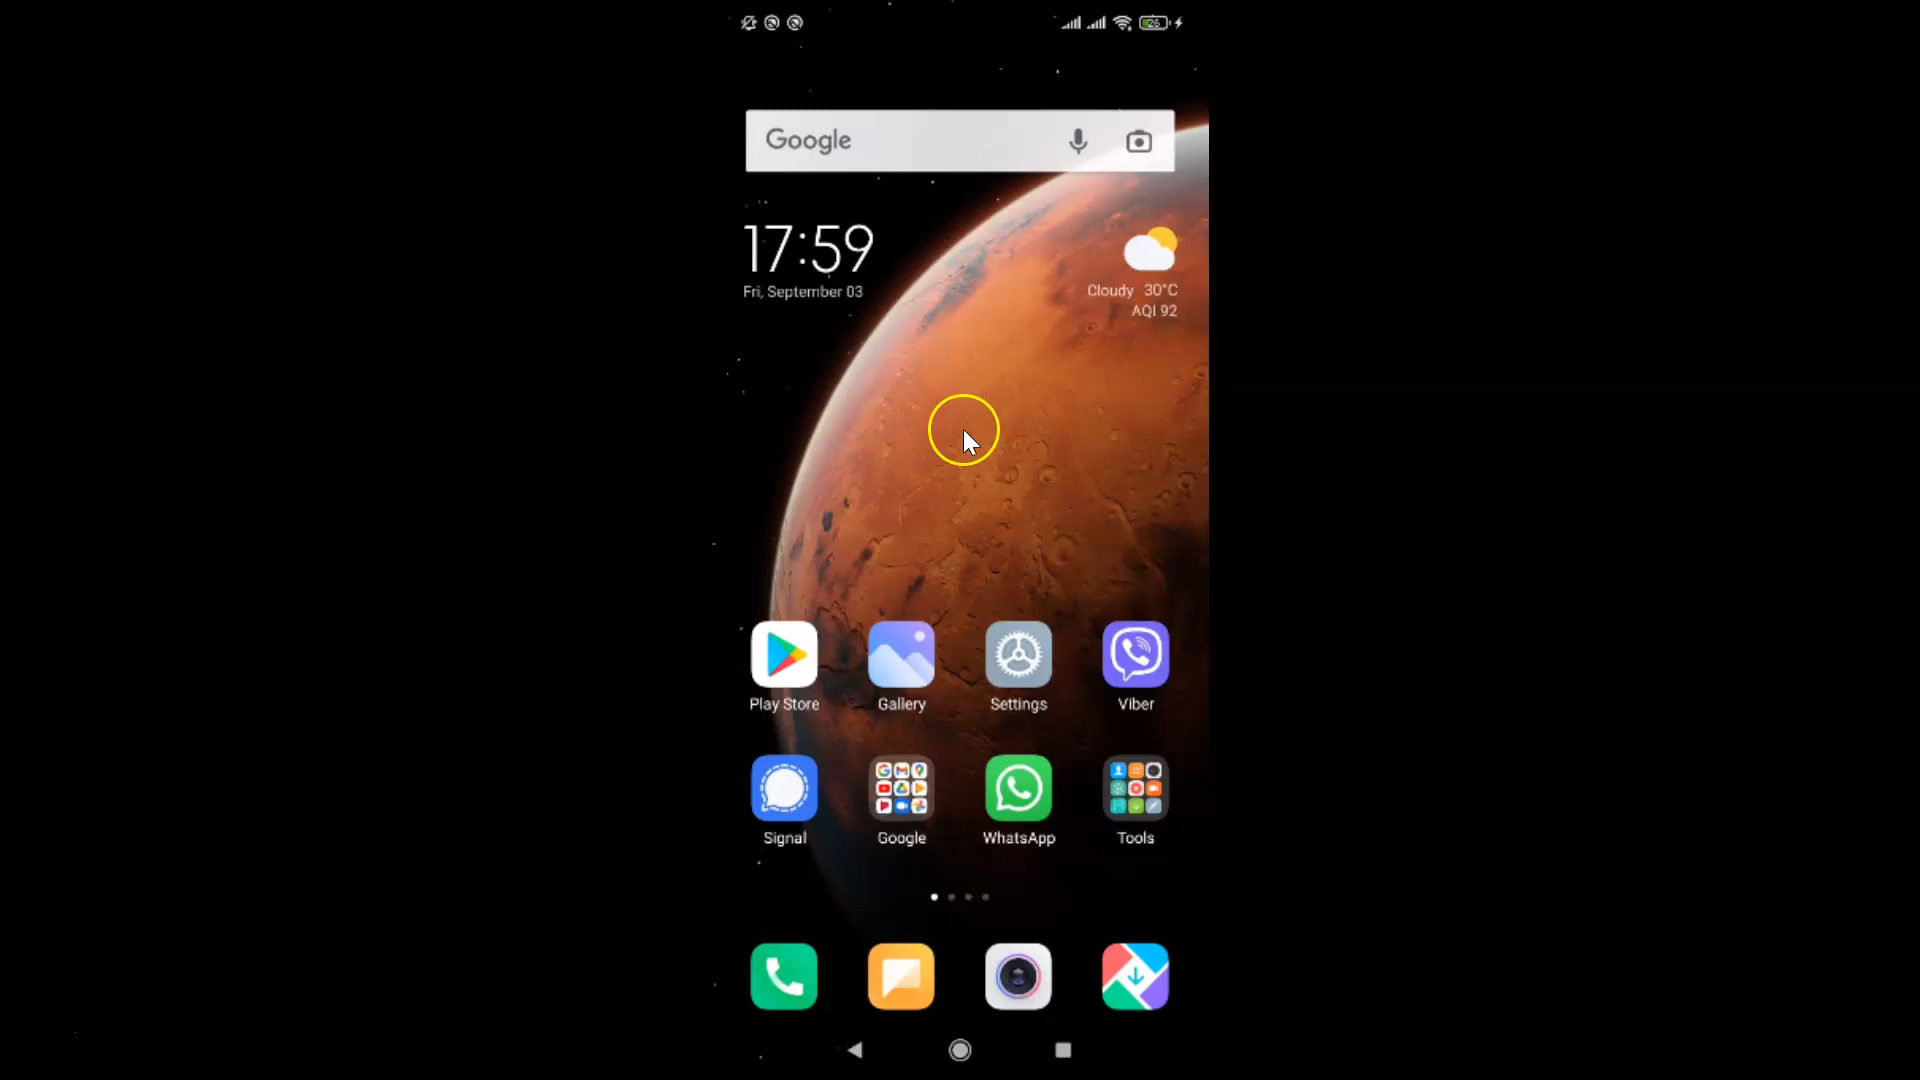 26
Google
17:59
Fri, September 03
Cloudy 30°C
AQI 92
Play Store
Gallery
Settings
Viber
Signal
Google
WhatsApp
Tools